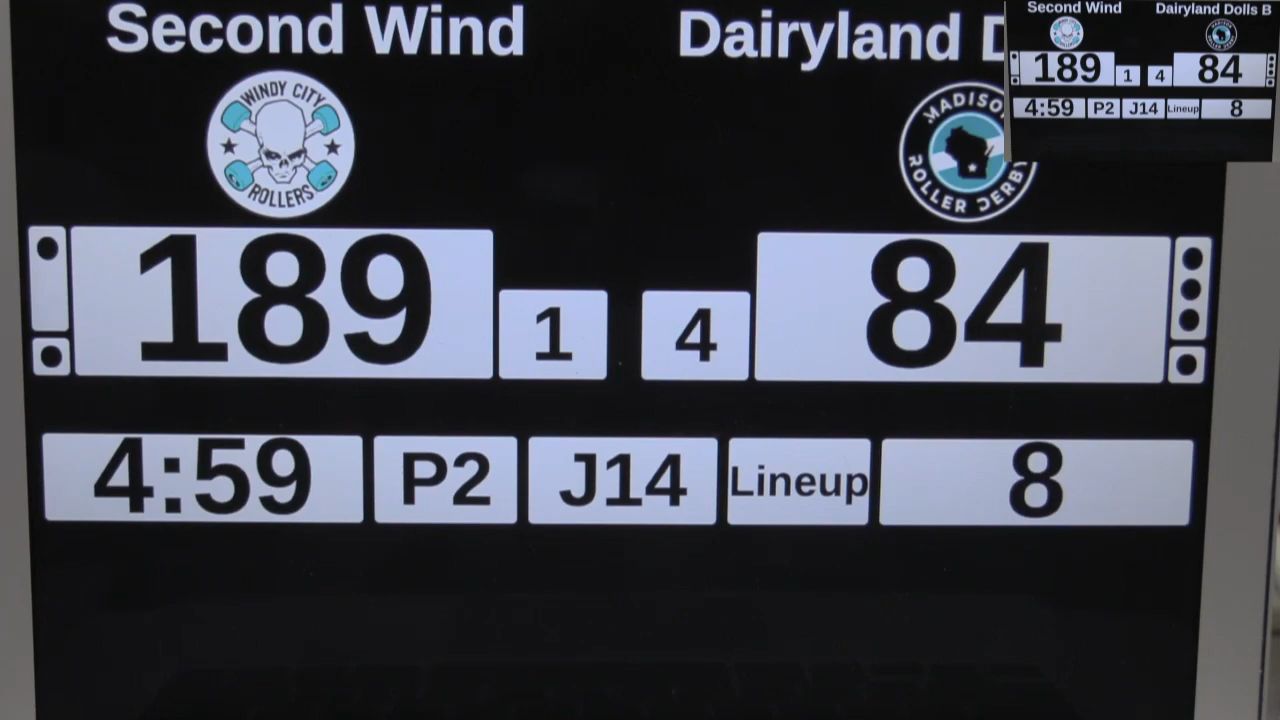 Second Wind
Dairyland D
WINDY CITY
ROLLERS
MADISO
ROLLER DERBY
189
1
4
84
4:59
P2
J14
Lineup
8
Second Wind
Dairyland Dolls B
189
1
4
84
4:59
P2
J14
Lineup
8